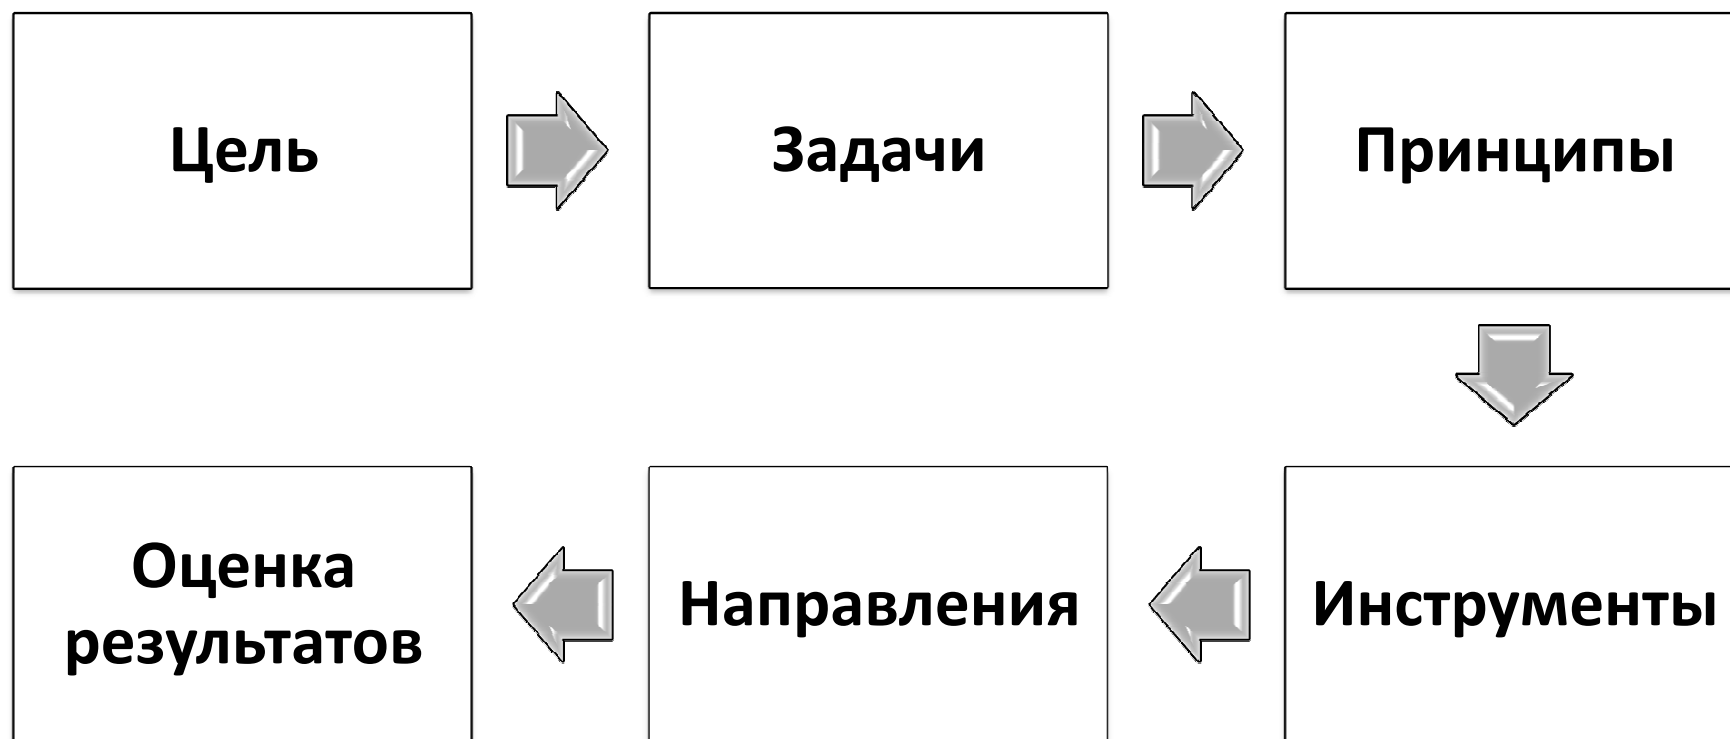 Цель
Задачи
Принципы
Инструменты
Направления
Оценка
результатов